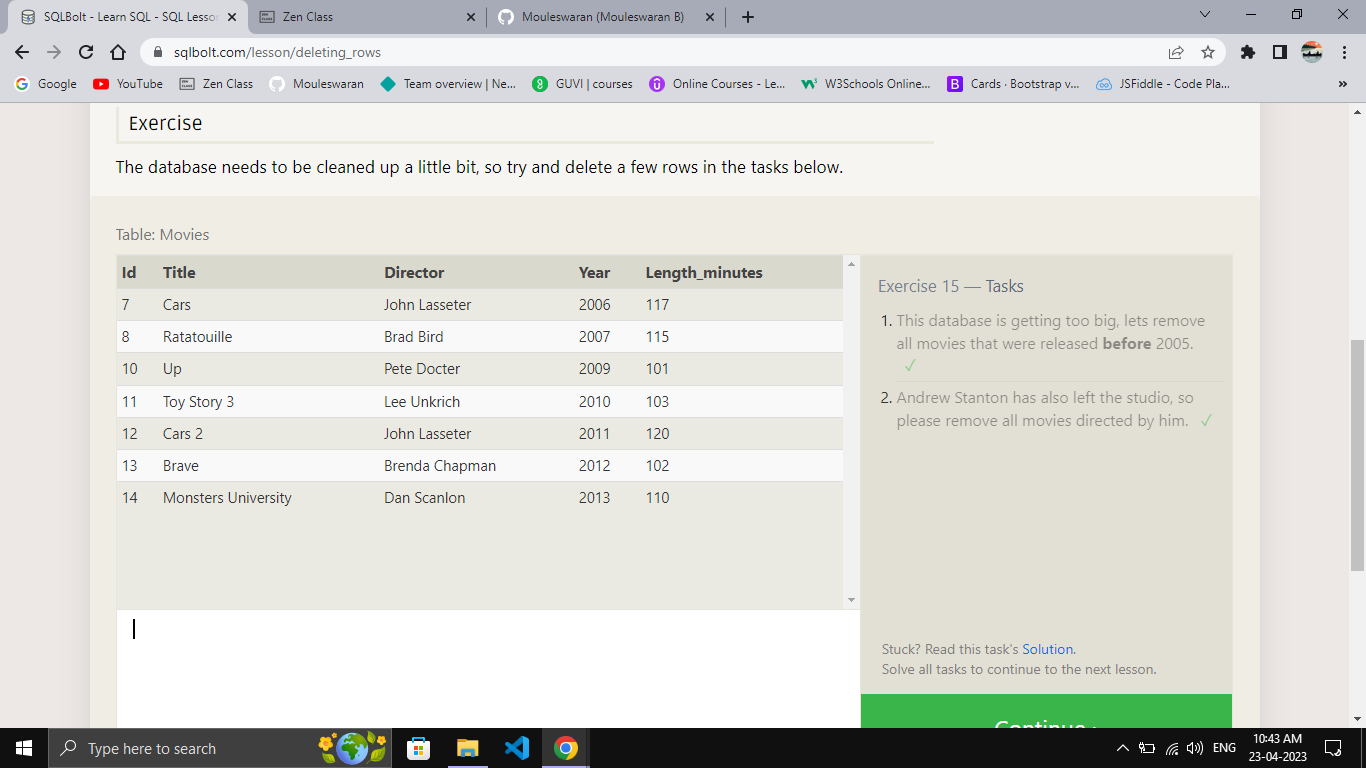 SQLBolt - Learn SQL - SQL Lesson
Zen Class
Mouleswaran (Mouleswaran B)
sqlbolt.com/lesson/deleting_rows
Google
YouTube
Zen Class
Mouleswaran
Team overview | Ne...
GUVI | courses
Online Courses - Le...
W3Schools Online...
Cards · Bootstrap v...
JSFiddle - Code Pla...
»
Exercise
The database needs to be cleaned up a little bit, so try and delete a few rows in the tasks below.
Table: Movies
Id Title Director Year Length_minutes
7 Cars John Lasseter 2006 117
8 Ratatouille Brad Bird 2007 115
10 Up Pete Docter 2009 101
11 Toy Story 3 Lee Unkrich 2010 103
12 Cars 2 John Lasseter 2011 120
13 Brave Brenda Chapman 2012 102
14 Monsters University Dan Scanlon 2013 110
Exercise 15 — Tasks
1. This database is getting too big, lets remove
all movies that were released before 2005.
✓
2. Andrew Stanton has also left the studio, so
please remove all movies directed by him. ✓
Stuck? Read this task's Solution.
Solve all tasks to continue to the next lesson.
Continue ›
Type here to search
ENG
10:43 AM
23-04-2023